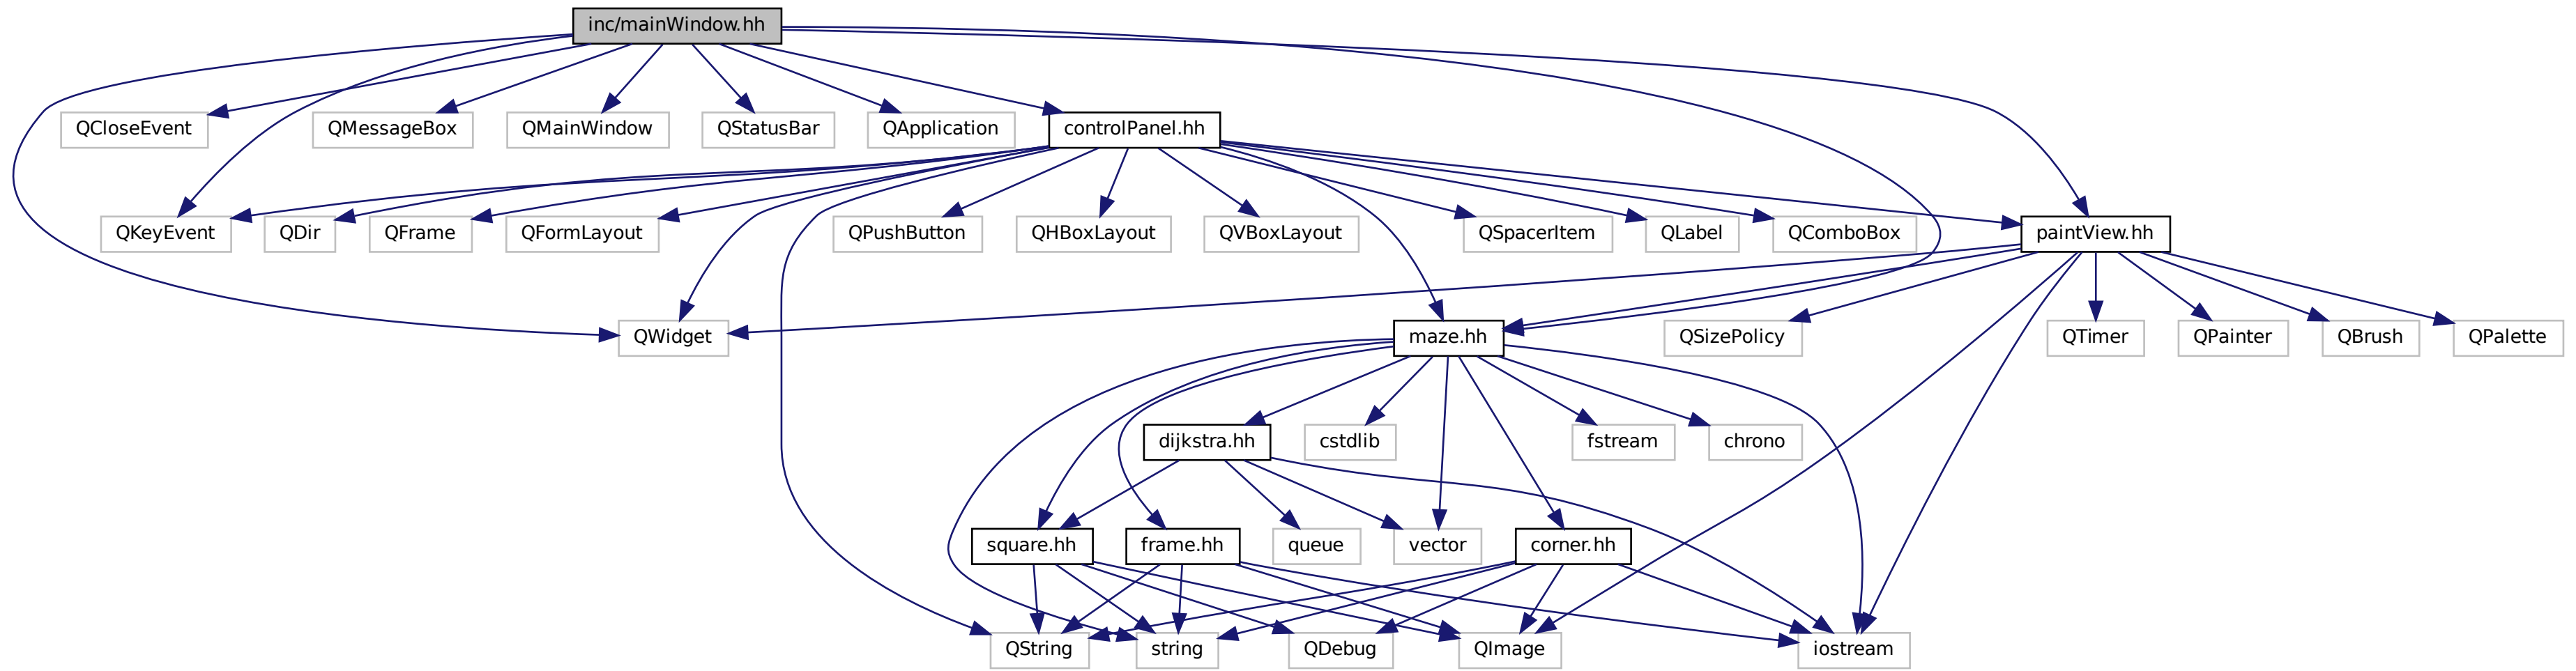 inc/mainWindow.hh
QCloseEvent
QMessageBox
QMainWindow
QStatusBar
QApplication
controlPanel.hh
QKeyEvent
QDir
QFrame
QFormLayout
QPushButton
QHBoxLayout
QVBoxLayout
QSpacerItem
QLabel
QComboBox
paintView.hh
QWidget
maze.hh
QSizePolicy
QTimer
QPainter
QBrush
QPalette
dijkstra.hh
cstdlib
fstream
chrono
square.hh
frame.hh
queue
vector
corner.hh
QString
string
QDebug
QImage
iostream